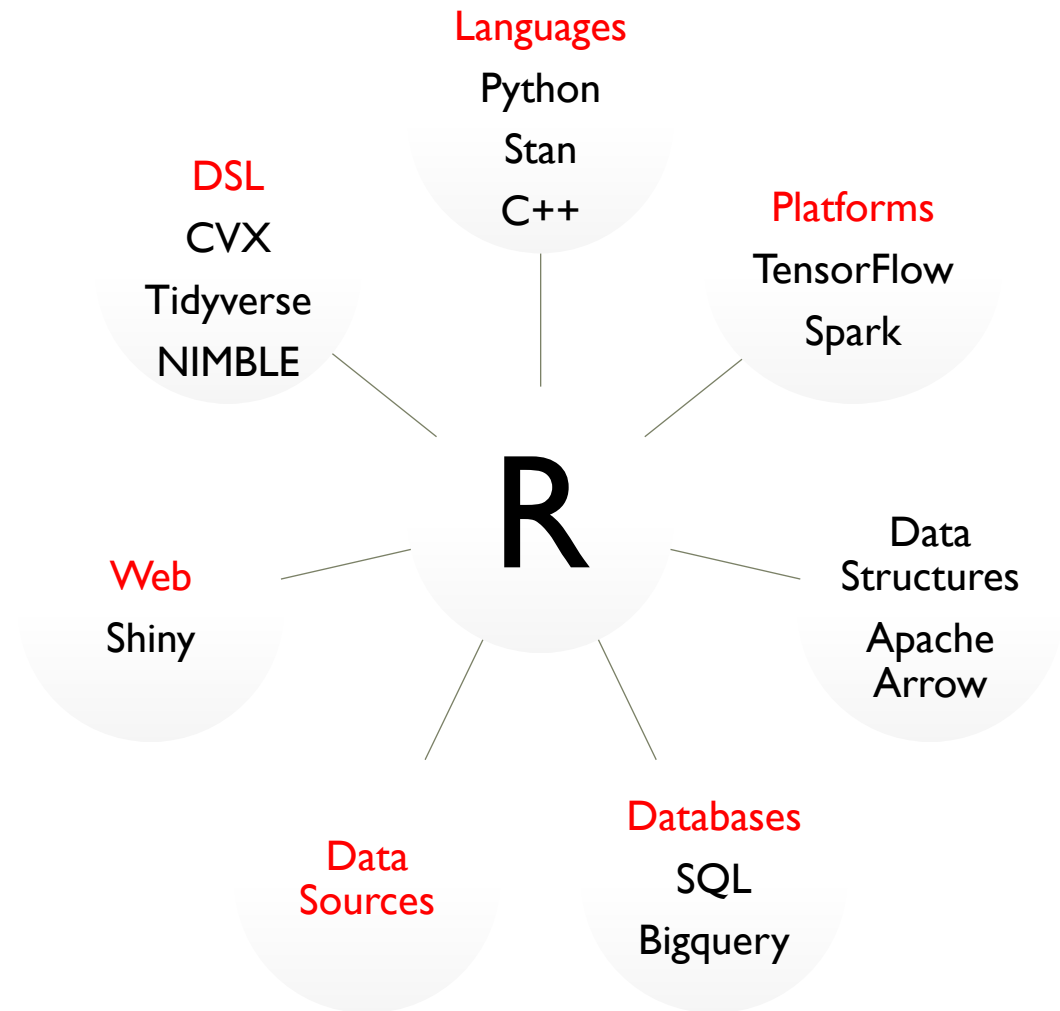 Languages
Python
Stan
C++
DSL
CVX
Tidyverse
NIMBLE
Platforms
TensorFlow
Spark
R
Data
Structures
Apache
Arrow
Web
Shiny
Databases
SQL
Bigquery
Data
Sources